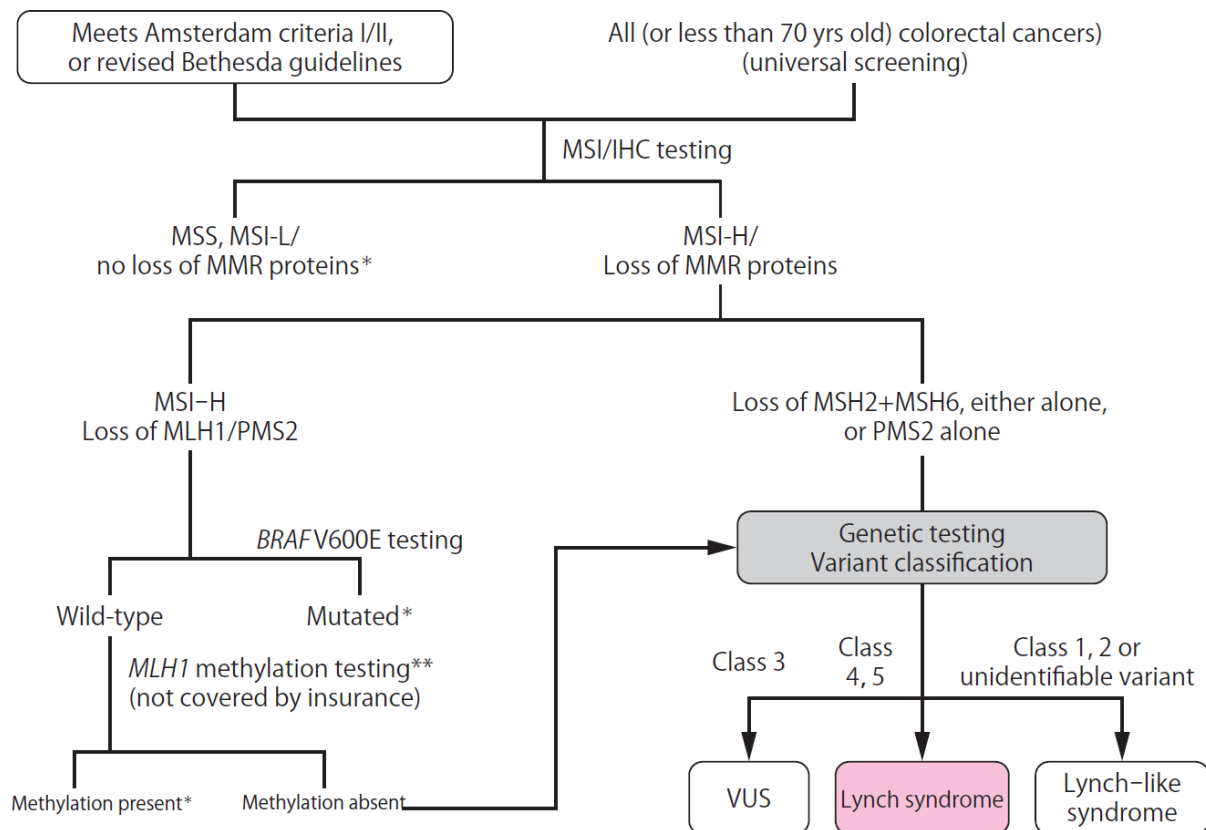 Meets Amsterdam criteria I/II,
or revised Bethesda guidelines
All (or less than 70 yrs old) colorectal cancers)
(universal screening)
MSI/IHC testing
MSS, MSI-L/
no loss of MMR proteins*
MSI-H/
Loss of MMR proteins
MSI-H
Loss of MLH1/PMS2
Loss of MSH2+MSH6, either alone,
or PMS2 alone
BRAF V600E testing
Genetic testing
Variant classification
Wild-type
Mutated*
MLH1 methylation testing**
(not covered by insurance)
Class 3
Class
4, 5
Class 1, 2 or
unidentifiable variant
Methylation present*
Methylation absent
VUS
Lynch syndrome
Lynch-like
syndrome